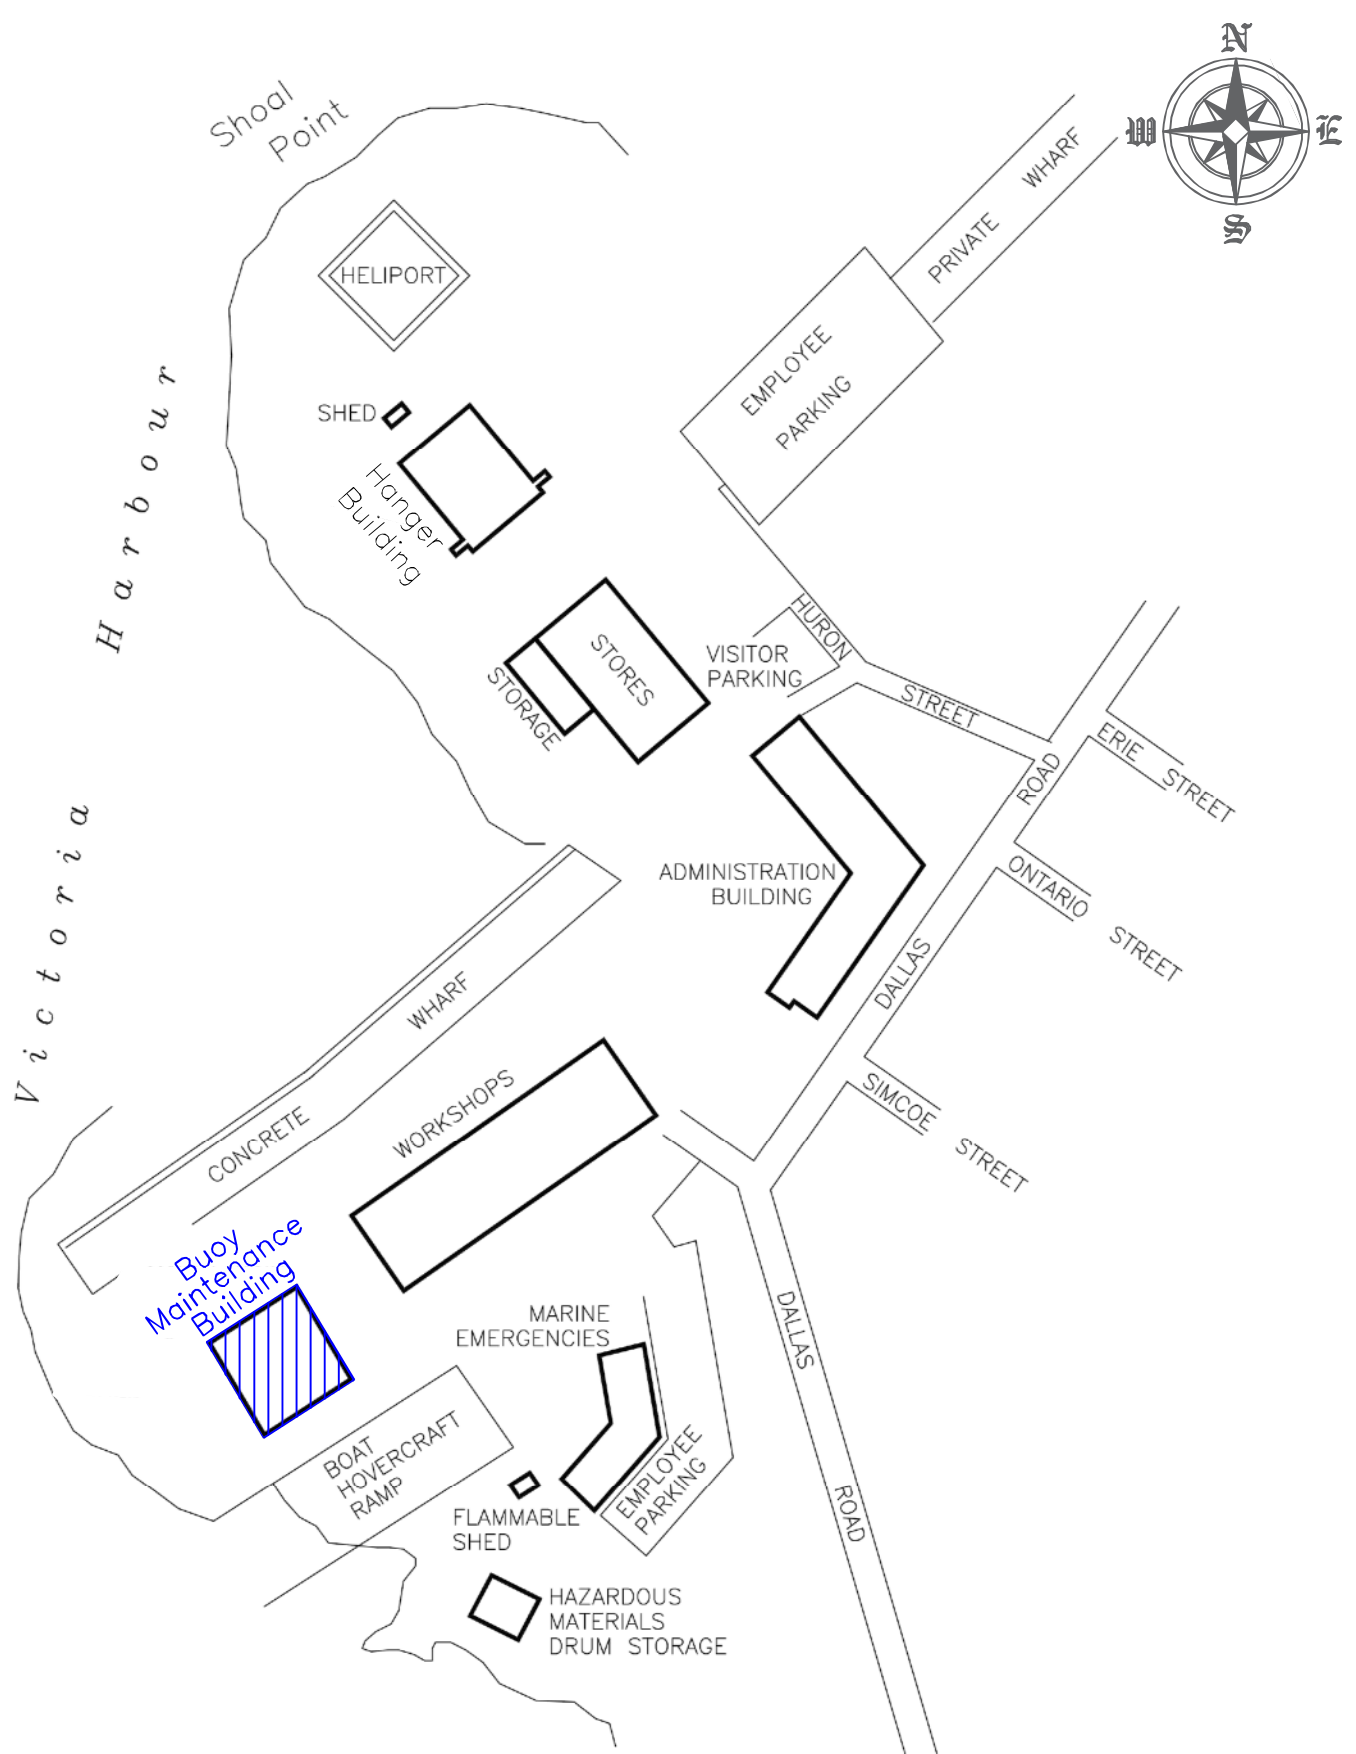 N
W
E
S
Shoal
Point
PRIVATE WHARF
HELIPORT
EMPLOYEE
PARKING
SHED
Hanger
Building
Victoria Harbour
HURON STREET
VISITOR
PARKING
STORES
STORAGE
ERIE STREET
DALLAS ROAD
ONTARIO STREET
ADMINISTRATION
BUILDING
CONCRETE WHARF
WORKSHOPS
SIMCOE STREET
Buoy
Maintenance
Building
MARINE
EMERGENCIES
DALLAS ROAD
BOAT
HOVERCRAFT
RAMP
EMPLOYEE
PARKING
FLAMMABLE
SHED
HAZARDOUS
MATERIALS
DRUM STORAGE